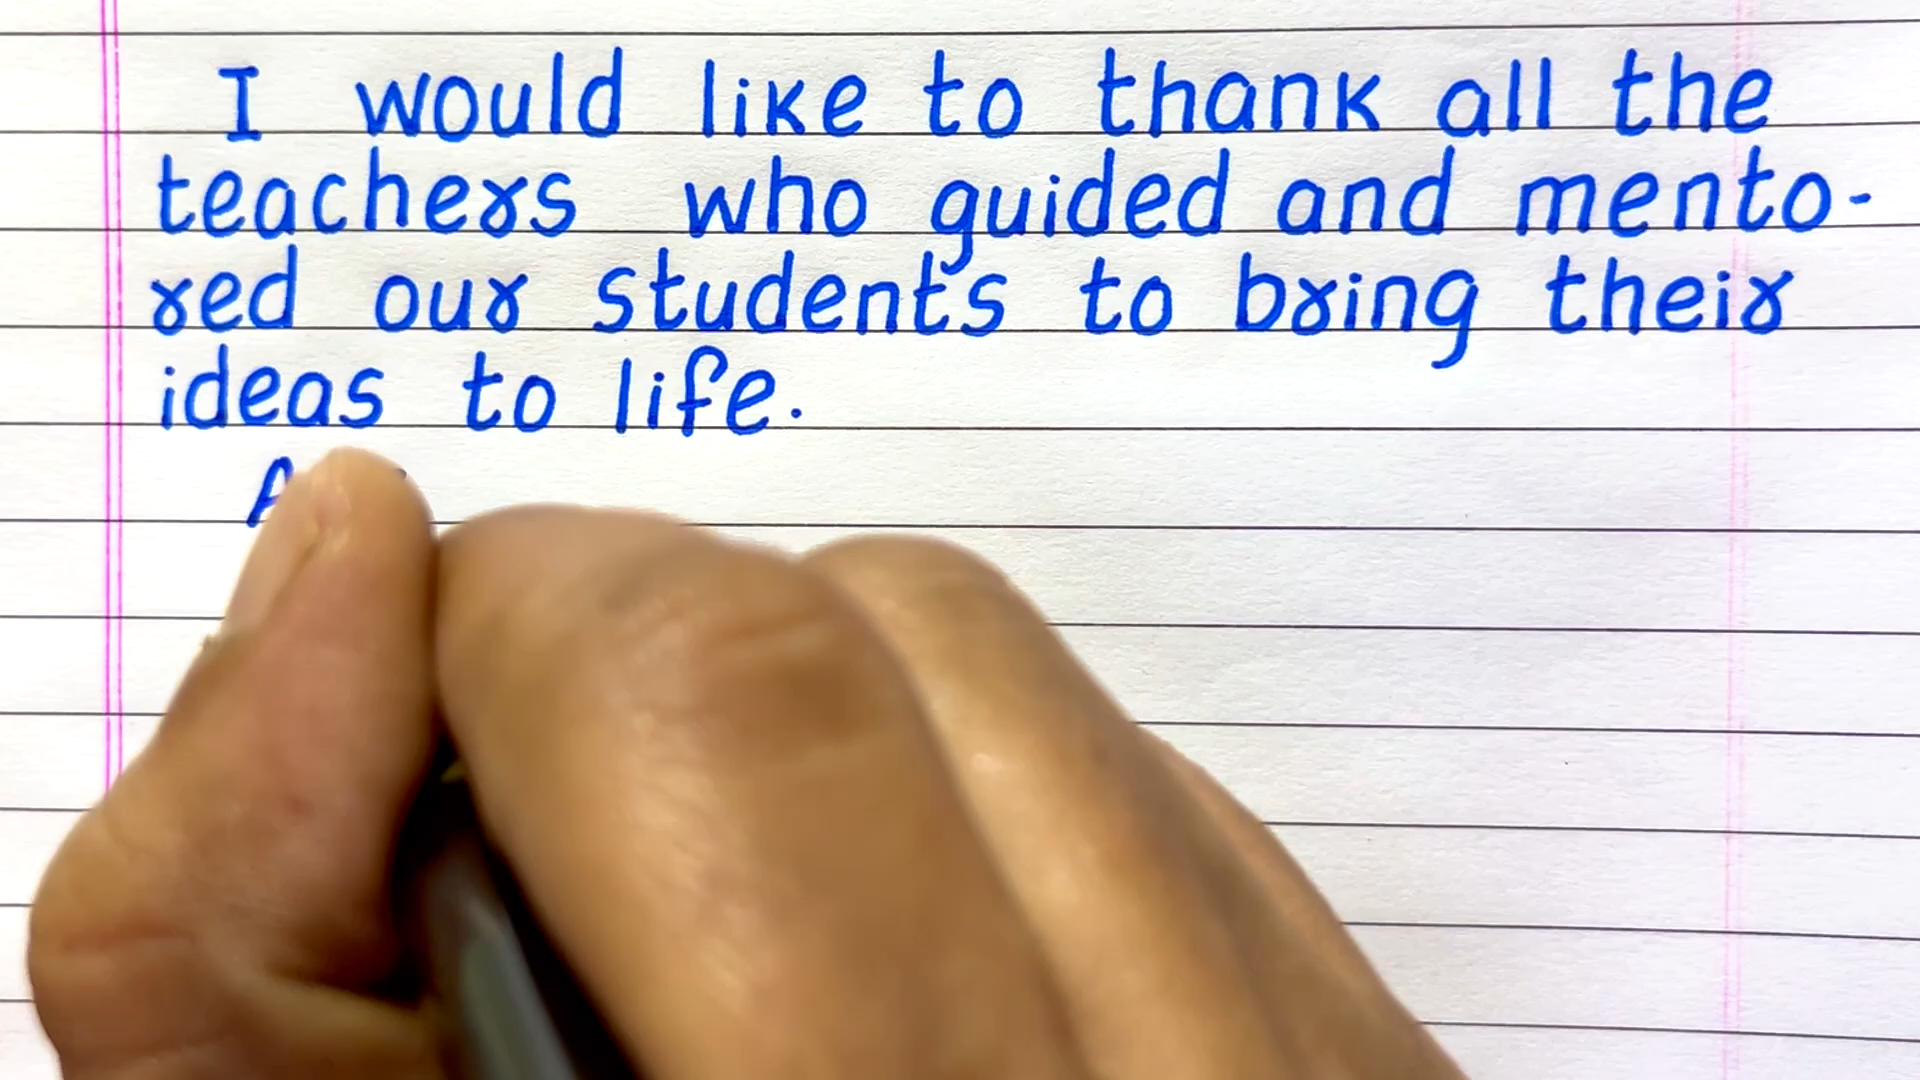 I would like to thank all the
teachers who guided and mento-
red our students to bring their
ideas to life.